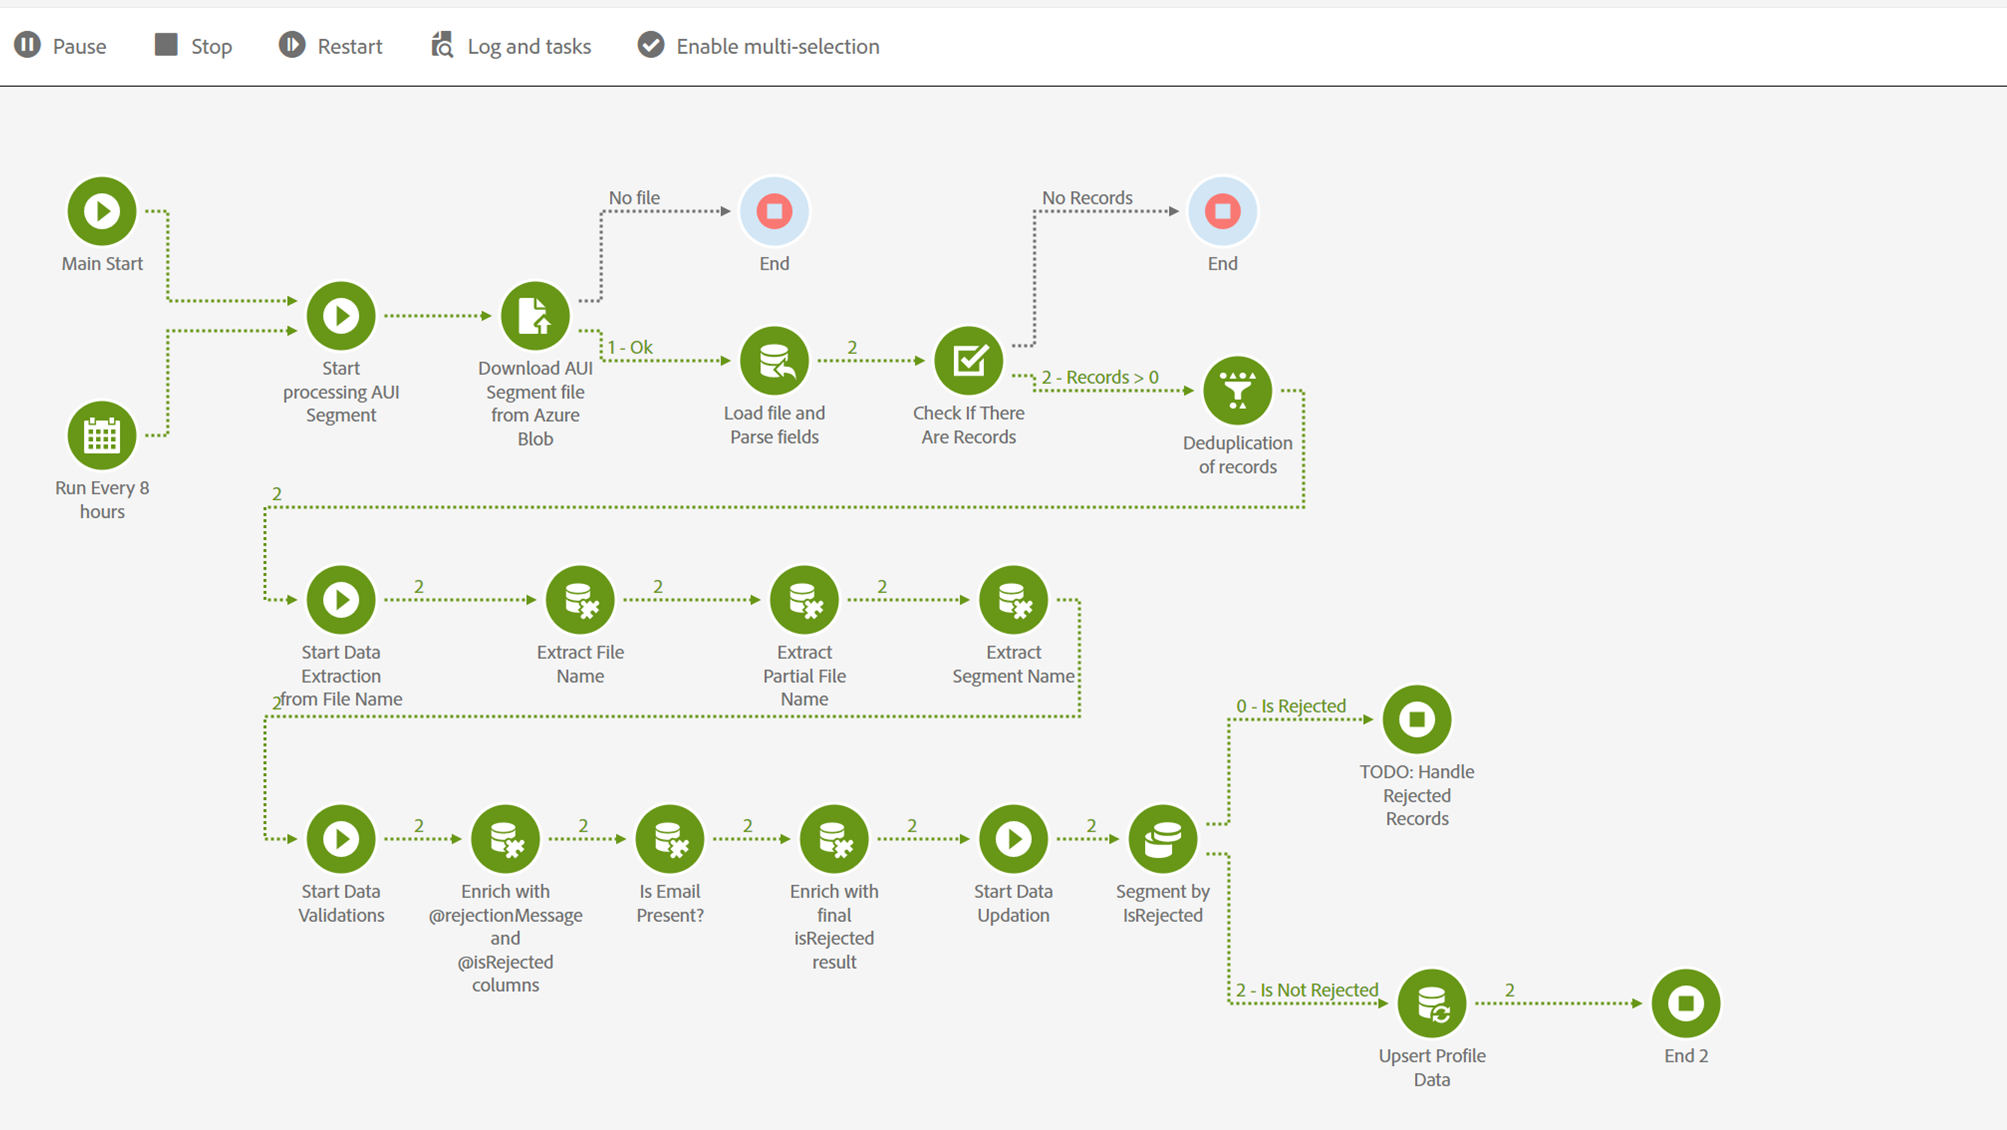 Pause
Stop
Restart
Log and tasks
Enable multi-selection
No file
No Records
Main Start
End
End
1 - Ok
2
Start
processing AUI
Segment
Download AUI
Segment file
from Azure
Blob
2 - Records > 0
Load file and
Parse fields
Check If There
Are Records
Deduplication
of records
Run Every 8
hours
2
2
2
2
Start Data
Extraction
from File Name
Extract File
Name
Extract
Partial File
Name
Extract
Segment Name
2
0 - Is Rejected
TODO: Handle
Rejected
Records
2
2
2
2
2
Start Data
Validations
Enrich with
@rejectionMessage
and
@isRejected
columns
Is Email
Present?
Enrich with
final
isRejected
result
Start Data
Updation
Segment by
IsRejected
2 - Is Not Rejected
2
Upsert Profile
Data
End 2